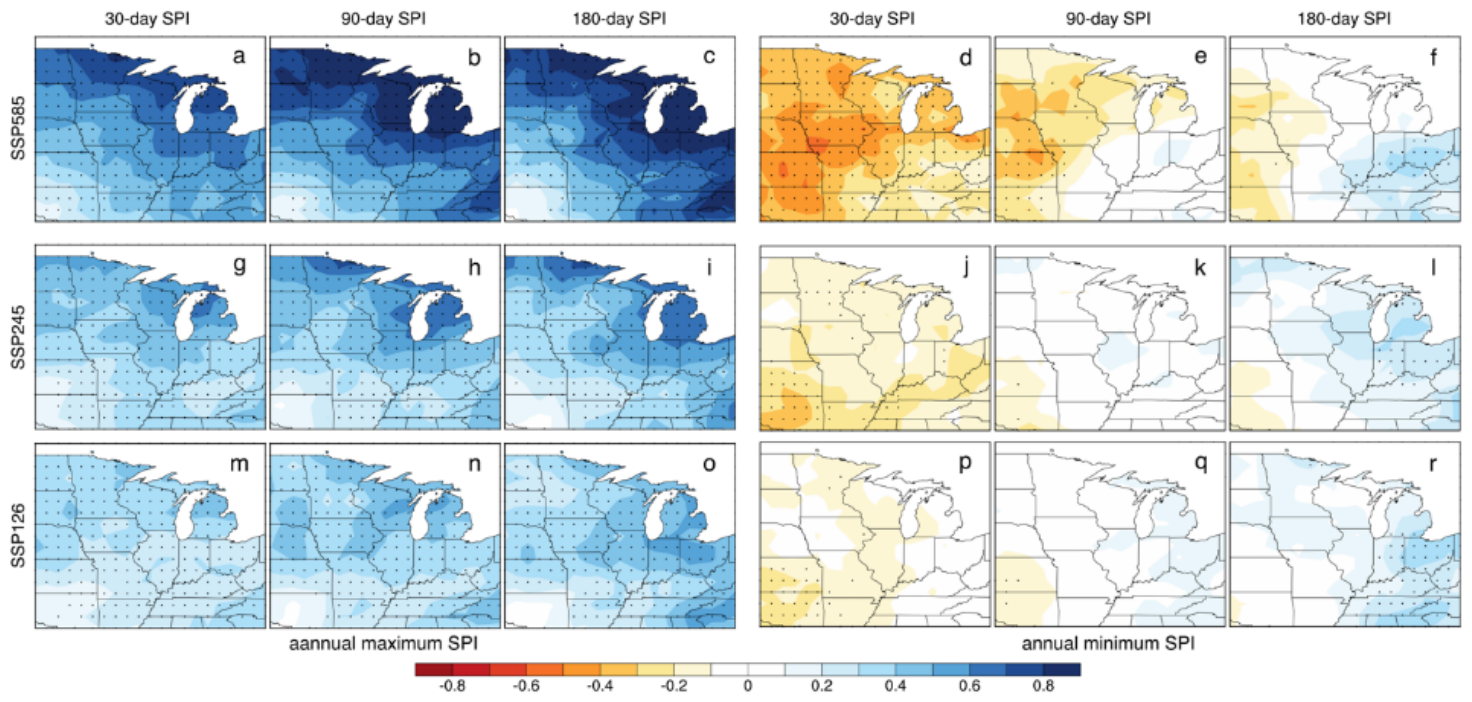 30-day SPI 90-day SPI 180-day SPI 30-day SPI 90-day SPI 180-day SPI
SSP585 a b c d e f
SSP245 g h i j k l
SSP126 m n o p q r
aannual maximum SPI annual minimum SPI
-0.8 -0.6 -0.4 -0.2 0 0.2 0.4 0.6 0.8